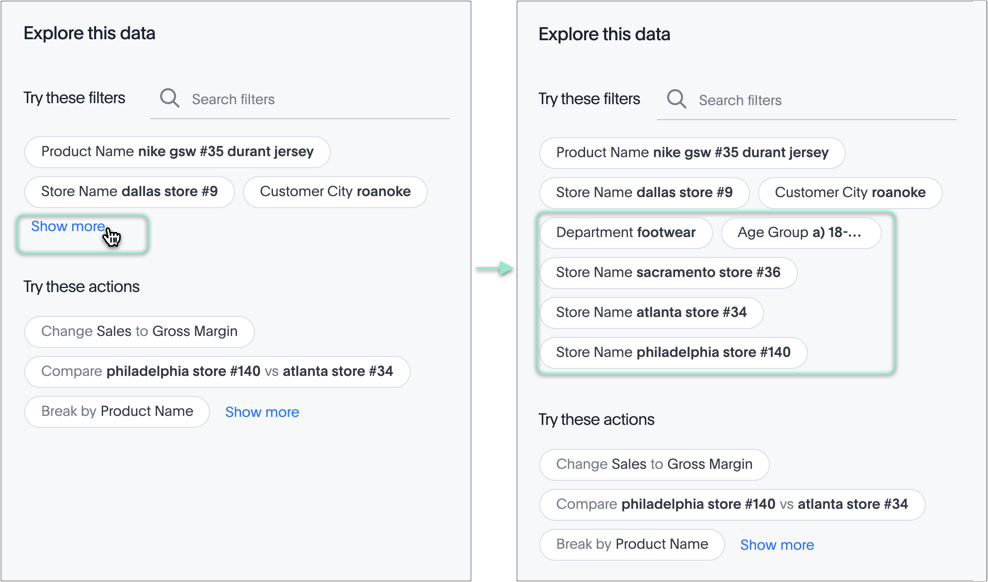 Explore this data
Try these filters
Search filters
Product Name nike gsw #35 durant jersey
Store Name dallas store #9
Customer City roanoke
Show more
Try these actions
Change Sales to Gross Margin
Compare philadelphia store #140 vs atlanta store #34
Break by Product Name
Show more
Explore this data
Try these filters
Search filters
Product Name nike gsw #35 durant jersey
Store Name dallas store #9
Customer City roanoke
Department footwear
Age Group a) 18-...
Store Name sacramento store #36
Store Name atlanta store #34
Store Name philadelphia store #140
Try these actions
Change Sales to Gross Margin
Compare philadelphia store #140 vs atlanta store #34
Break by Product Name
Show more